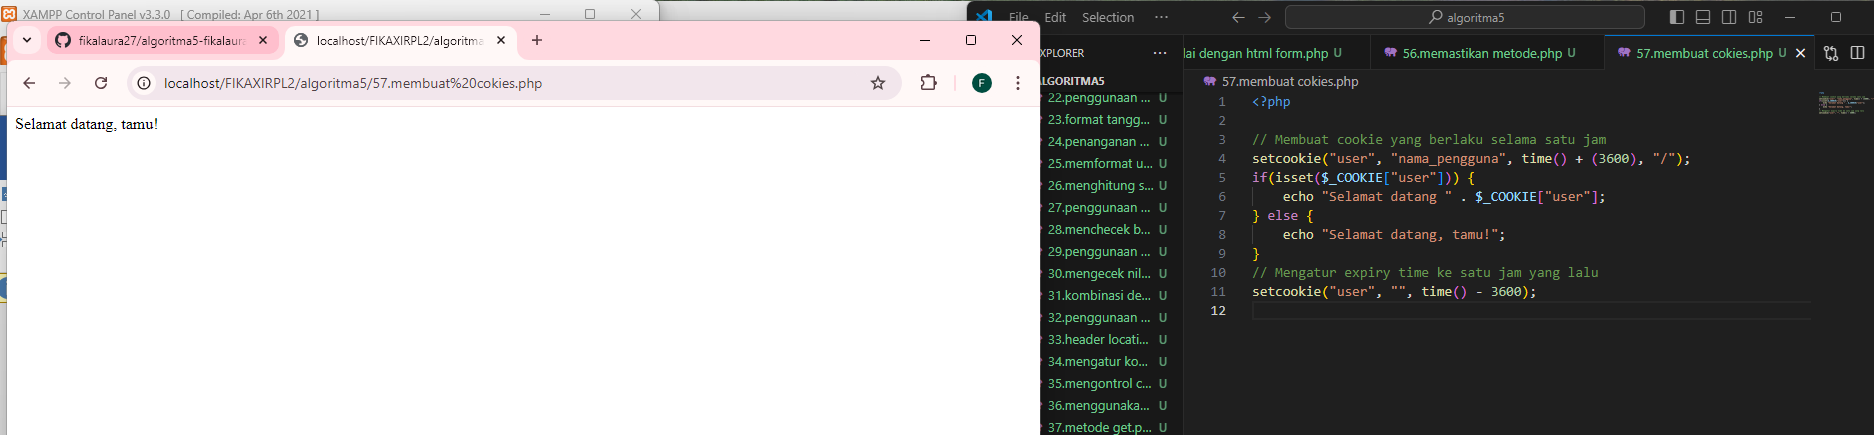 XAMPP Control Panel v3.3.0 [ Compiled: Apr 6th 2021 ]
fikalaura27/algoritma5-fikalaura
localhost/FIKAXIRPL2/algoritma
localhost/FIKAXIRPL2/algoritma5/57.membuat%20cokies.php
F
Selamat datang, tamu!
File Edit Selection ···
algoritma5
XPLORER ···
ALGORITMA5
22.penggunaan ... U
23.format tangg... U
24.penanganan ... U
25.memformat u... U
26.menghitung s... U
27.penggunaan ... U
28.menchecek b... U
29.penggunaan ... U
30.mengecek nil... U
31.kombinasi de... U
32.penggunaan ... U
33.header locati... U
34.mengatur ko... U
35.mengontrol c... U
36.menggunaka... U
37.metode get.p... U
lai dengan html form.php U
56.memastikan metode.php U
57.membuat cokies.php U
57.membuat cokies.php
1 <?php
2
3 // Membuat cookie yang berlaku selama satu jam
4 setcookie("user", "nama_pengguna", time() + (3600), "/");
5 if(isset($_COOKIE["user"])) {
6 echo "Selamat datang " . $_COOKIE["user"];
7 } else {
8 echo "Selamat datang, tamu!";
9 }
10 // Mengatur expiry time ke satu jam yang lalu
11 setcookie("user", "", time() - 3600);
12